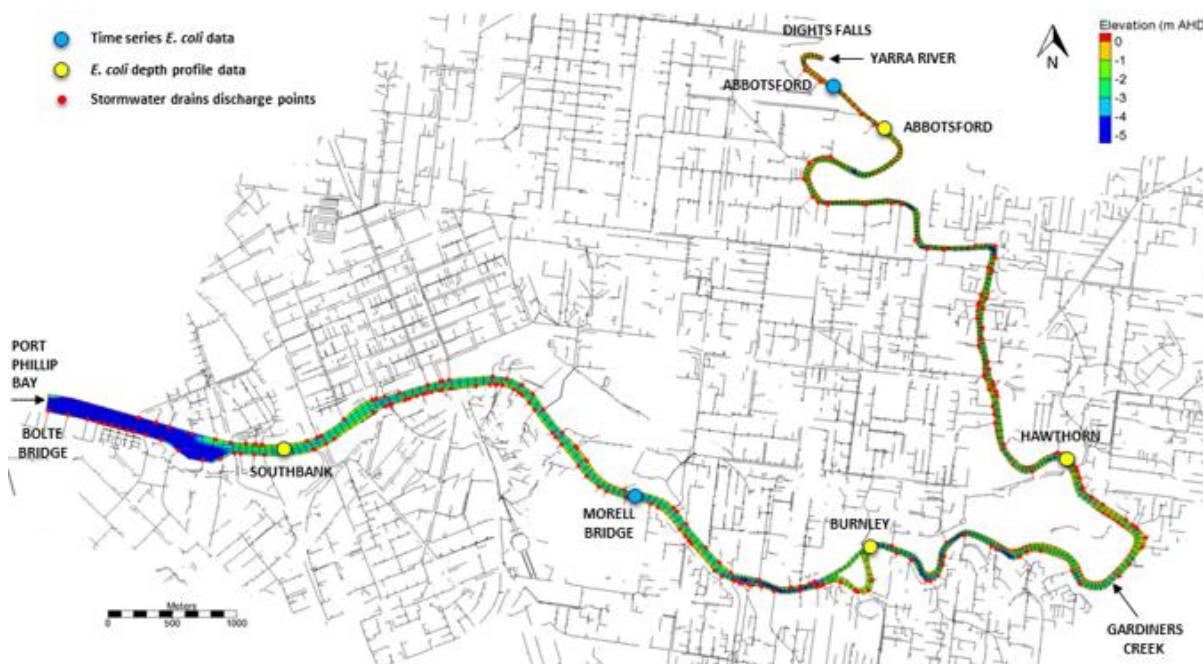 Time series E. coli data
E. coli depth profile data
Stormwater drains discharge points
DIGHTS FALLS
YARRA RIVER
ABBOTSFORD
ABBOTSFORD
N
Elevation (m AHD
0
-1
-2
-3
-4
-5
PORT
PHILLIP
BAY
BOLTE
BRIDGE
SOUTHBANK
MORELL
BRIDGE
BURNLEY
HAWTHORN
GARDINERS
CREEK
Meters
0 500 1000